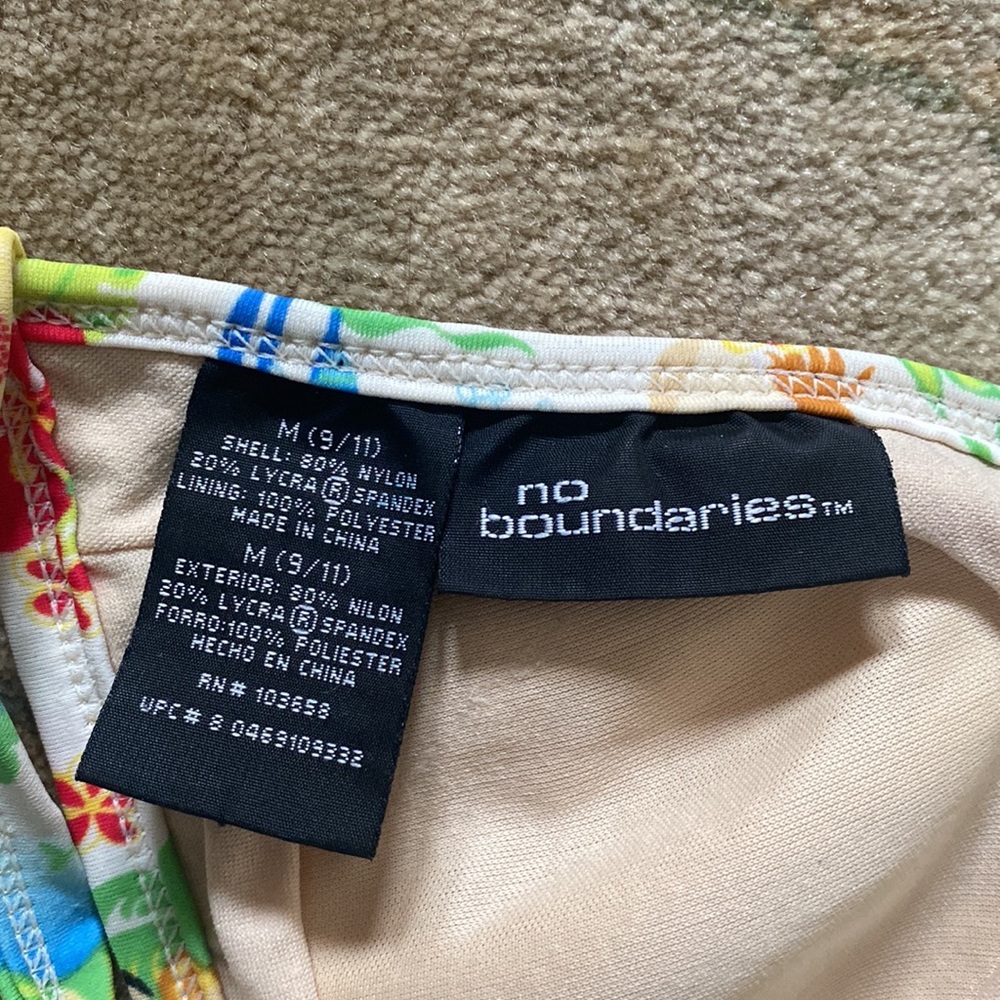 M (9/11)
SHELL: 80% NYLON
20% LYCRA ® SPANDEX
LINING: 100% POLYESTER
MADE IN CHINA
M (9/11)
EXTERIOR: 80% NILON
20% LYCRA ® SPANDEX
FORRO:100% POLIESTER
HECHO EN CHINA
RN# 103658
UPC# 8 0469109332
no
boundaries™